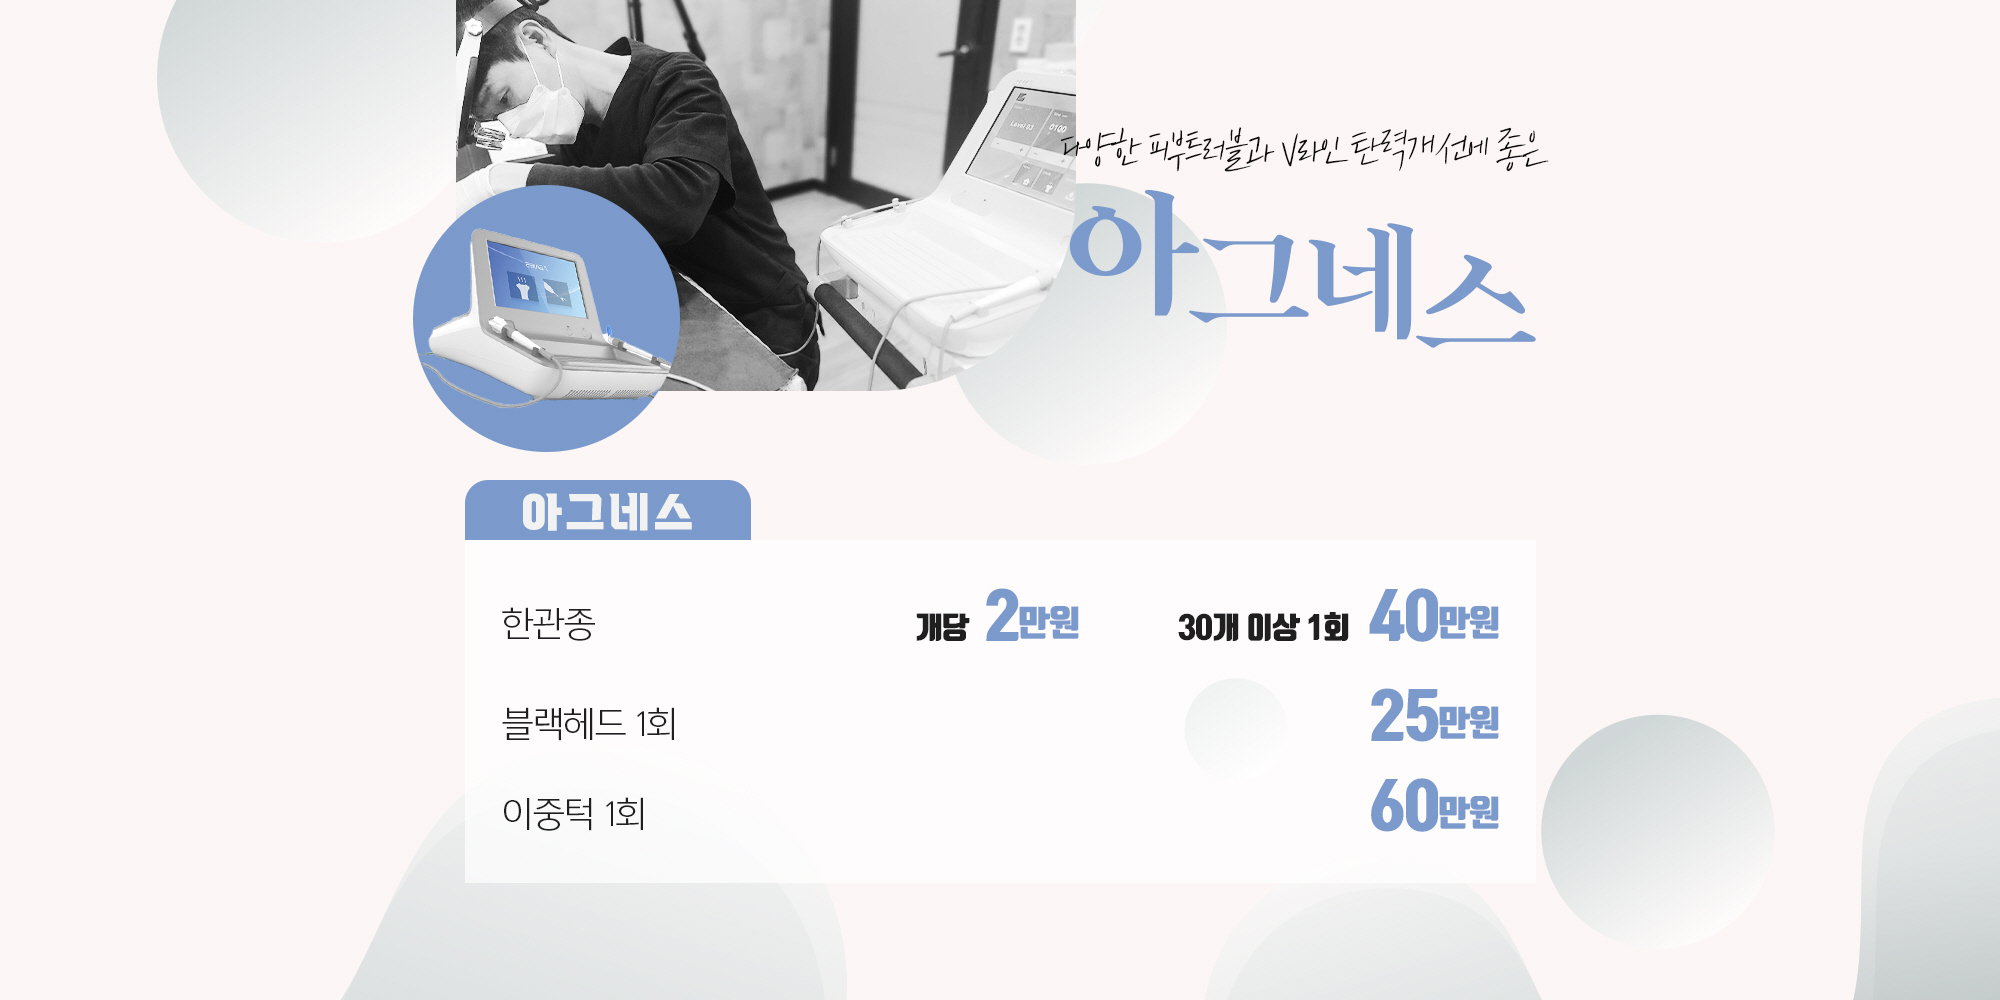 다양한 피부트러블과 V라인 탄력개선에 좋은
아그네스
Level 03
0100
아그네스
한관종 개당 2만원 30개 이상 1회 40만원
블랙헤드 1회 25만원
이중턱 1회 60만원